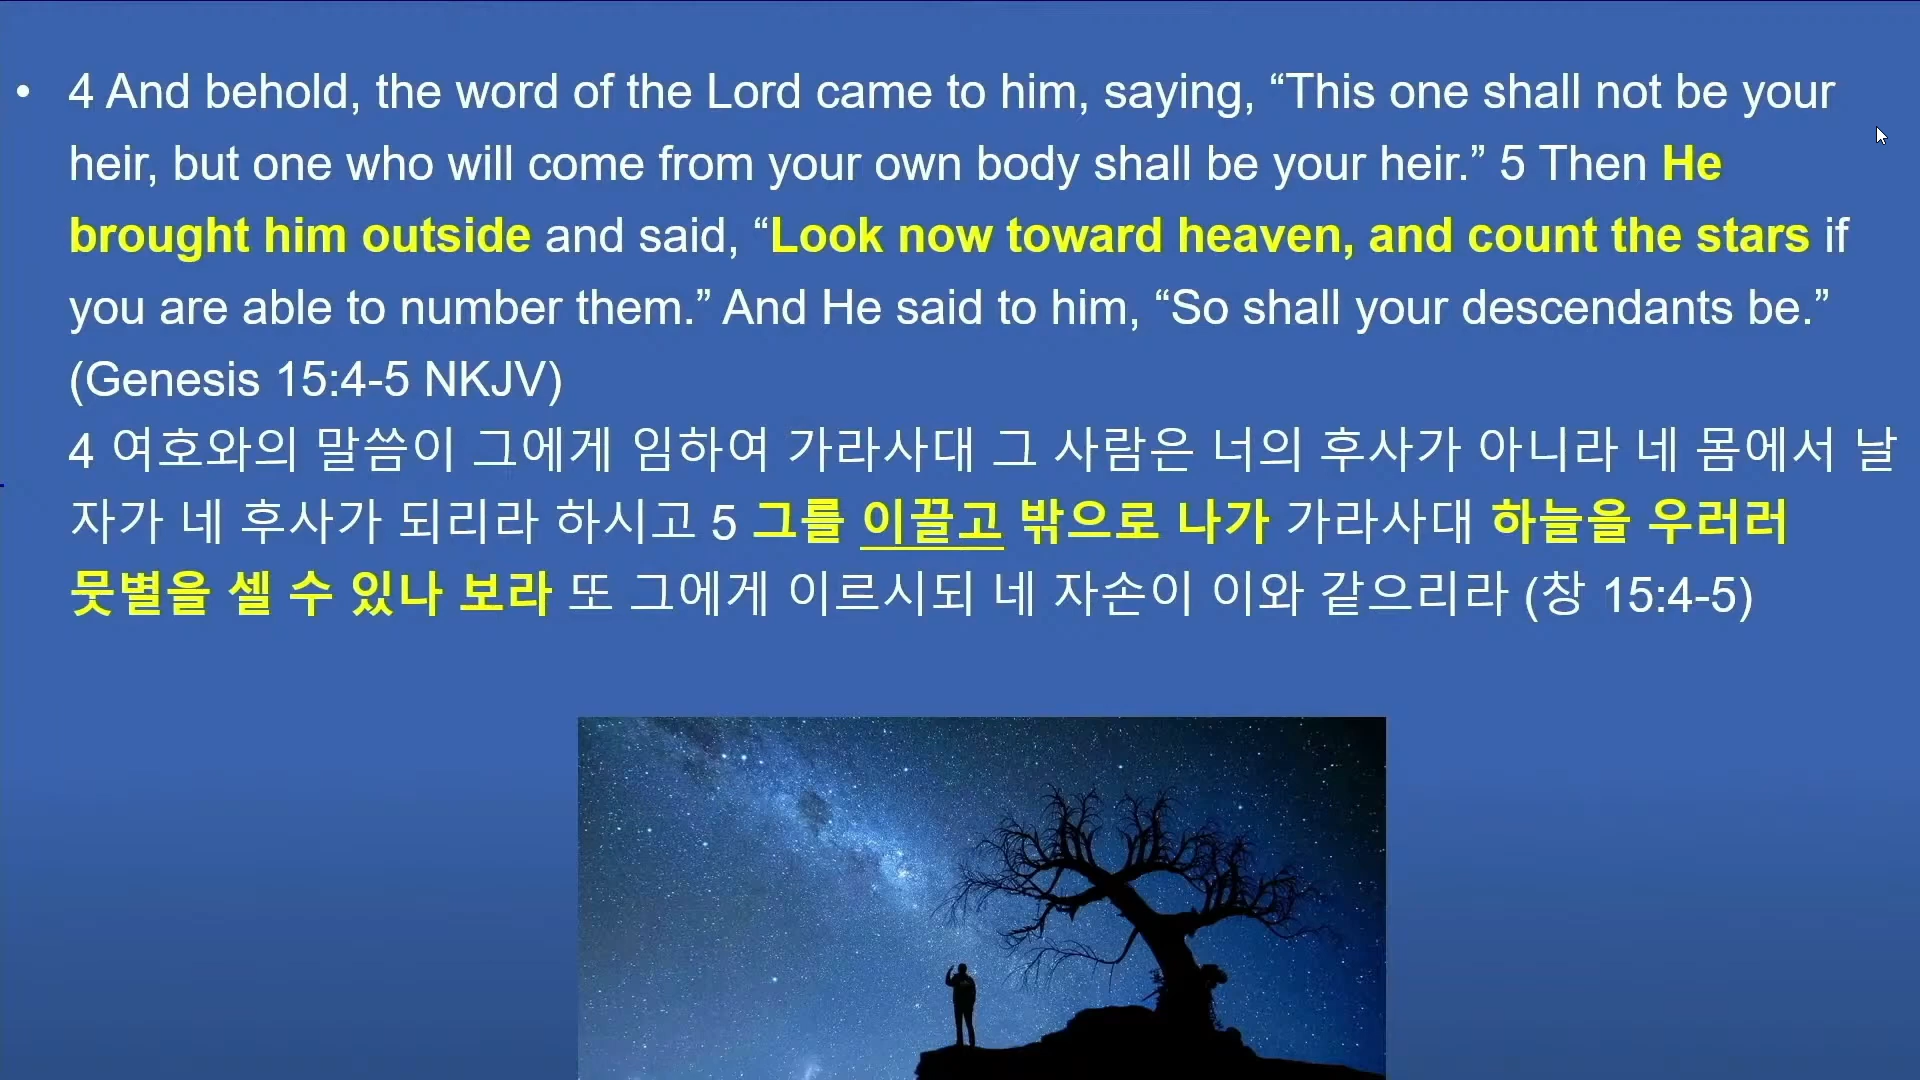 • 4 And behold, the word of the Lord came to him, saying, “This one shall not be your
heir, but one who will come from your own body shall be your heir.” 5 Then He
brought him outside and said, “Look now toward heaven, and count the stars if
you are able to number them.” And He said to him, “So shall your descendants be.”
(Genesis 15:4-5 NKJV)
4 여호와의 말씀이 그에게 임하여 가라사대 그 사람은 너의 후사가 아니라 네 몸에서 날
자가 네 후사가 되리라 하시고 5 그를 이끌고 밖으로 나가 가라사대 하늘을 우러러
뭇별을 셀 수 있나 보라 또 그에게 이르시되 네 자손이 이와 같으리라 (창 15:4-5)